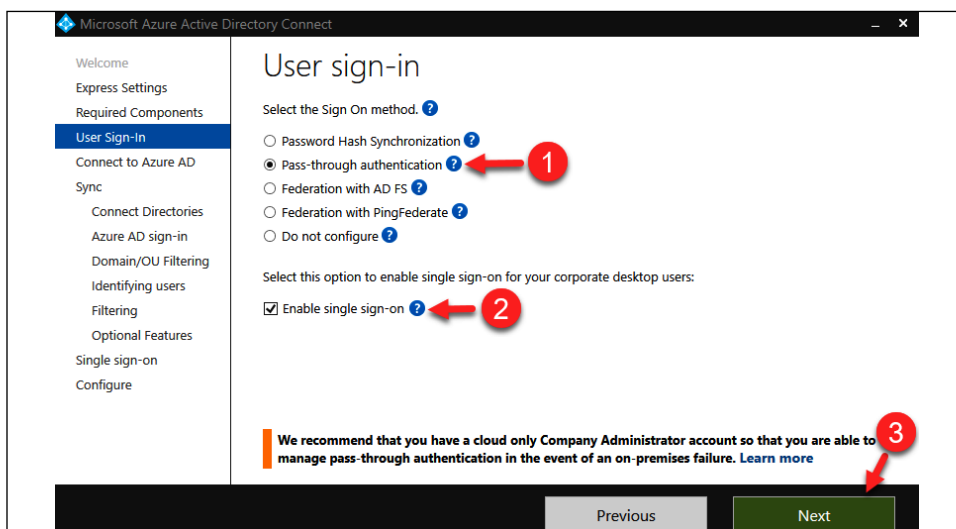 Microsoft Azure Active Directory Connect
Welcome
Express Settings
Required Components
User Sign-In
Connect to Azure AD
Sync
Connect Directories
Azure AD sign-in
Domain/OU Filtering
Identifying users
Filtering
Optional Features
Single sign-on
Configure
User sign-in
Select the Sign On method. ?
Password Hash Synchronization ?
Pass-through authentication ? 1
Federation with AD FS ?
Federation with PingFederate ?
Do not configure ?
Select this option to enable single sign-on for your corporate desktop users:
Enable single sign-on ? 2
We recommend that you have a cloud only Company Administrator account so that you are able to
manage pass-through authentication in the event of an on-premises failure. Learn more
3
Previous
Next